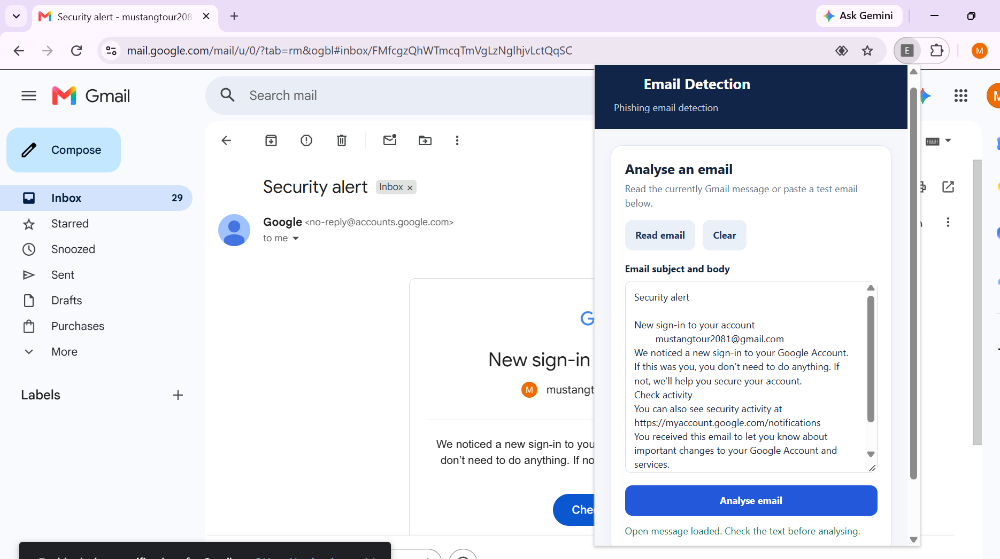 Security alert - mustangtour208
Ask Gemini
mail.google.com/mail/u/0/?tab=rm&ogbl#inbox/FMfcgzQhWTmcqTmVgLzNglhjvLctQqSC
E
M
Gmail
Search mail
M
Compose
Inbox 29
Starred
Snoozed
Sent
Drafts
Purchases
More
Labels
Security alert Inbox x
Google <no-reply@accounts.google.com>
to me
G
New sign-in
M mustangt
We noticed a new sign-in to you
don't need to do anything. If no
Che
Email Detection
Phishing email detection
Analyse an email
Read the currently Gmail message or paste a test email
below.
Read email Clear
Email subject and body
Security alert
New sign-in to your account
mustangtour2081@gmail.com
We noticed a new sign-in to your Google Account.
If this was you, you don't need to do anything. If
not, we'll help you secure your account.
Check activity
You can also see security activity at
https://myaccount.google.com/notifications
You received this email to let you know about
important changes to your Google Account and
services.
Analyse email
Open message loaded. Check the text before analysing.